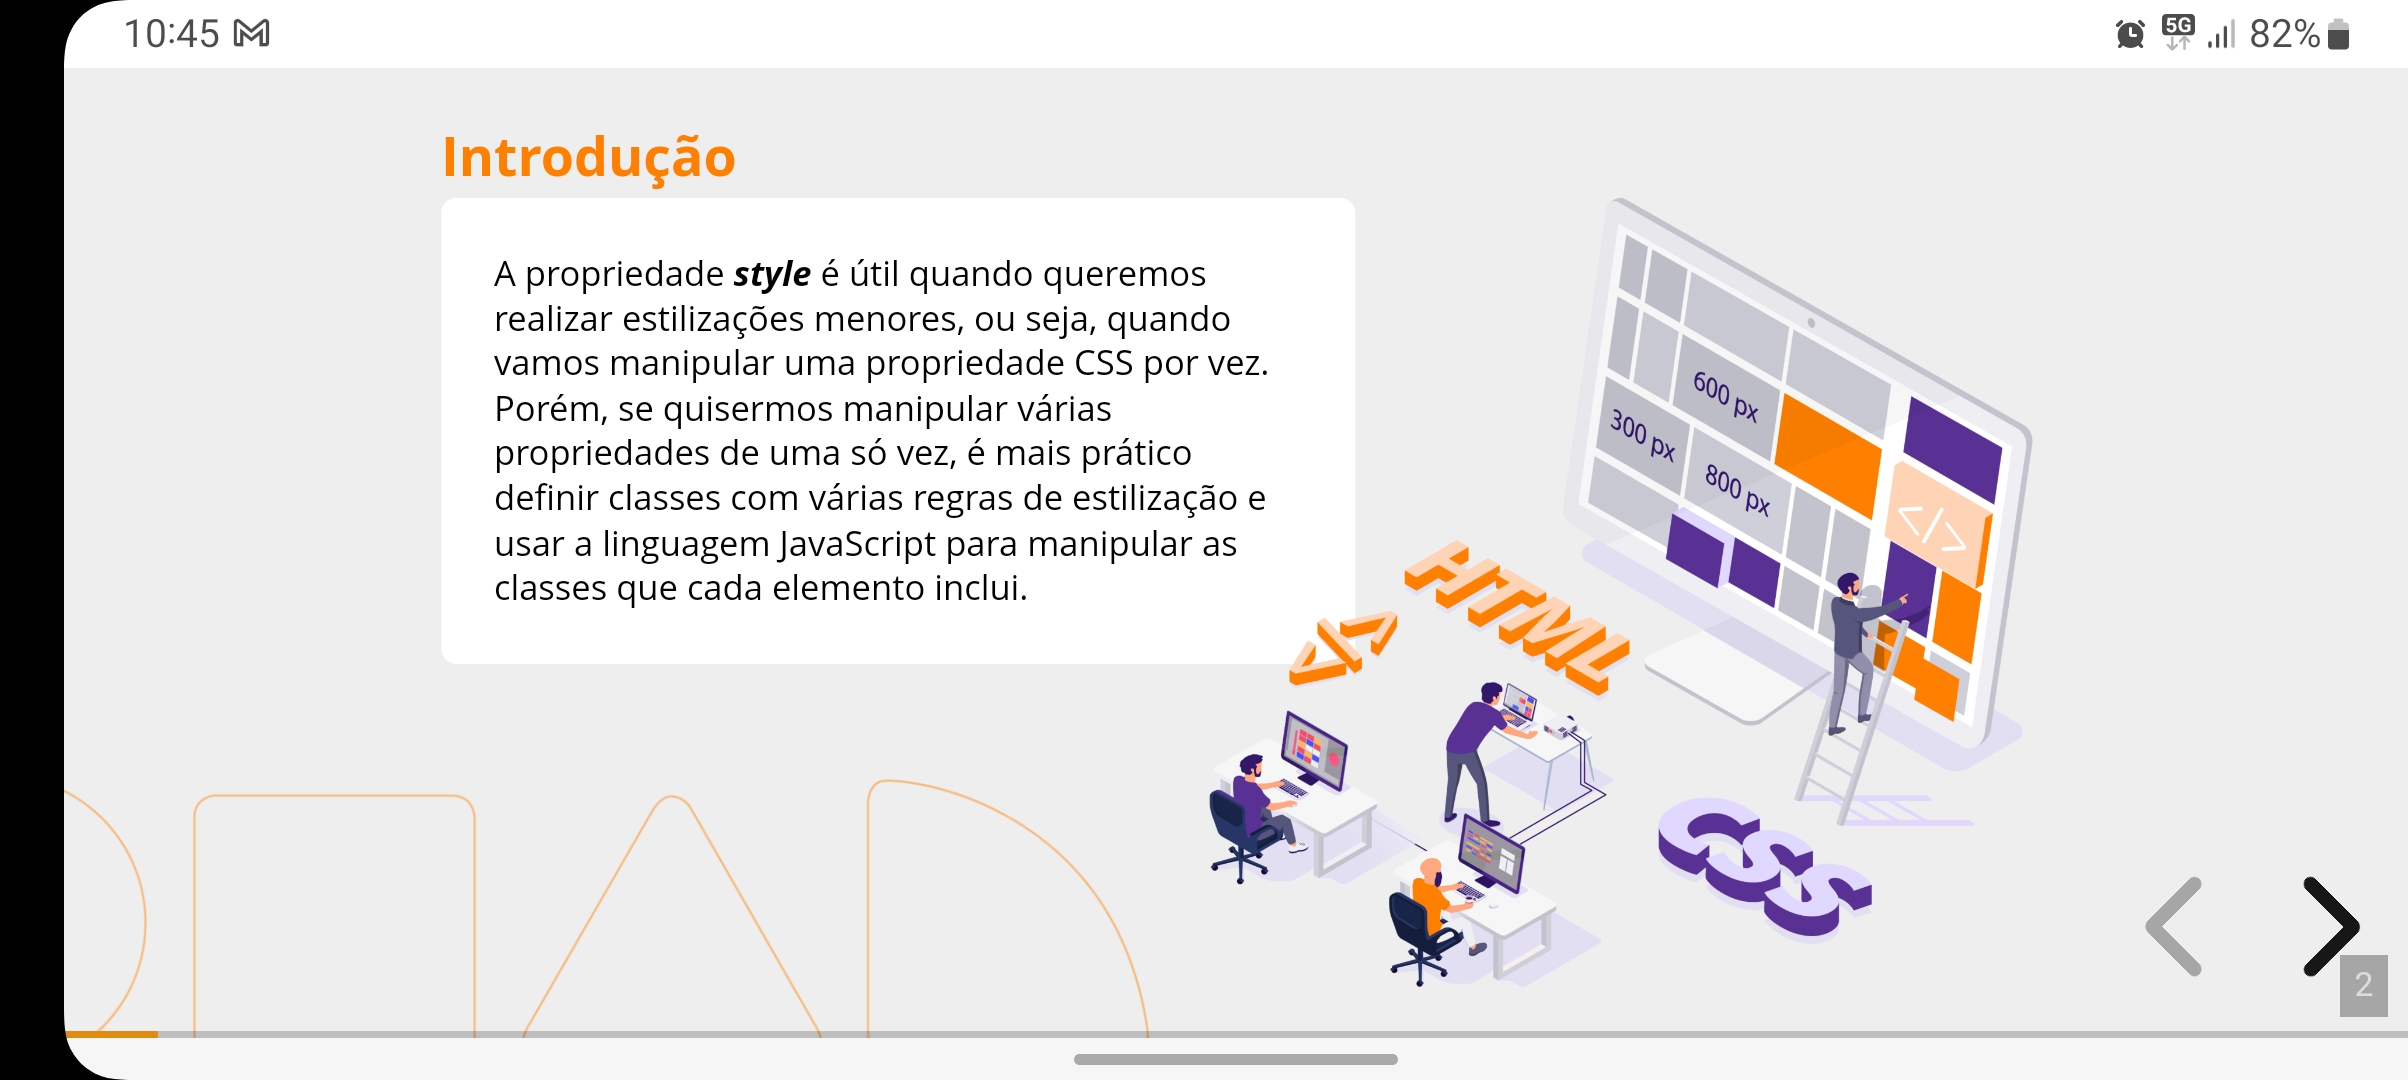 10:45
5G
82%
Introdução
A propriedade style é útil quando queremos
realizar estilizações menores, ou seja, quando
vamos manipular uma propriedade CSS por vez.
Porém, se quisermos manipular várias
propriedades de uma só vez, é mais prático
definir classes com várias regras de estilização e
usar a linguagem JavaScript para manipular as
classes que cada elemento inclui.
600 px
300 px
800 px
</>
HTML
</>
CSS
2